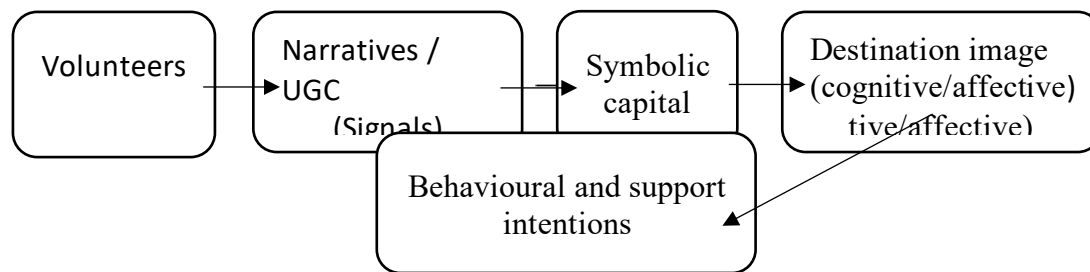 Volunteers
Narratives /
UGC
(Signals)
Symbolic
capital
Destination image
(cognitive/affective)
tive/affective)
Behavioural and support
intentions